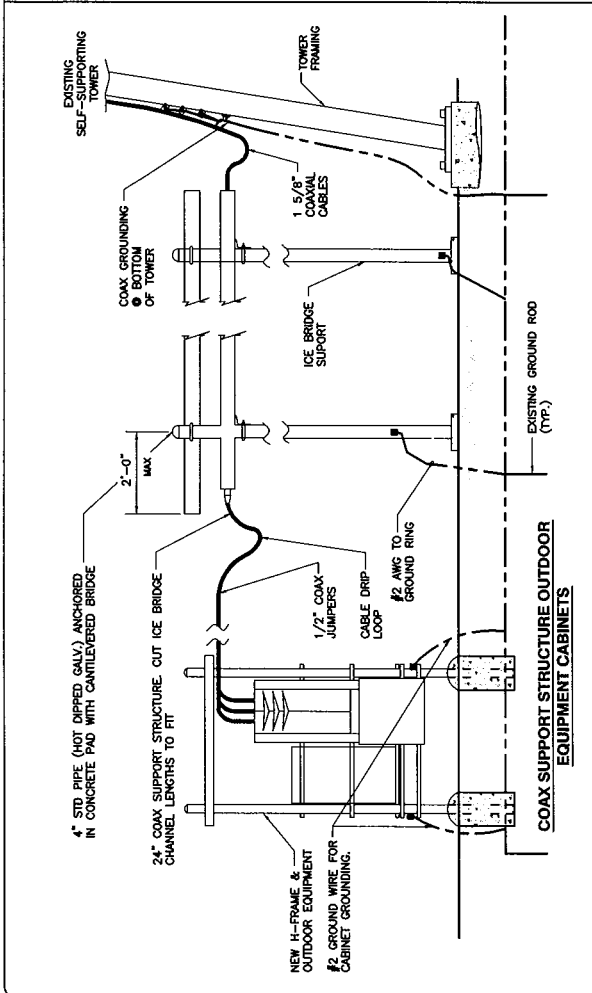 4" STD PIPE (HOT DIPPED GALV.) ANCHORED
IN CONCRETE PAD WITH CANTILEVERED BRIDGE
2'-0"
MAX
24" COAX SUPPORT STRUCTURE. CUT ICE BRIDGE
CHANNEL LENGTHS TO FIT
COAX GROUNDING
@ BOTTOM
OF TOWER
EXISTING
SELF-SUPPORTING
TOWER
TOWER
FRAMING
1 5/8"
COAXIAL
CABLES
ICE BRIDGE
SUPORT
1/2" COAX
JUMPERS
CABLE DRIP
LOOP
#2 AWG TO
GROUND RING
EXISTING GROUND ROD
(TYP.)
NEW H-FRAME &
OUTDOOR EQUIPMENT
#2 GROUND WIRE FOR
CABINET GROUNDING.
COAX SUPPORT STRUCTURE OUTDOOR
EQUIPMENT CABINETS